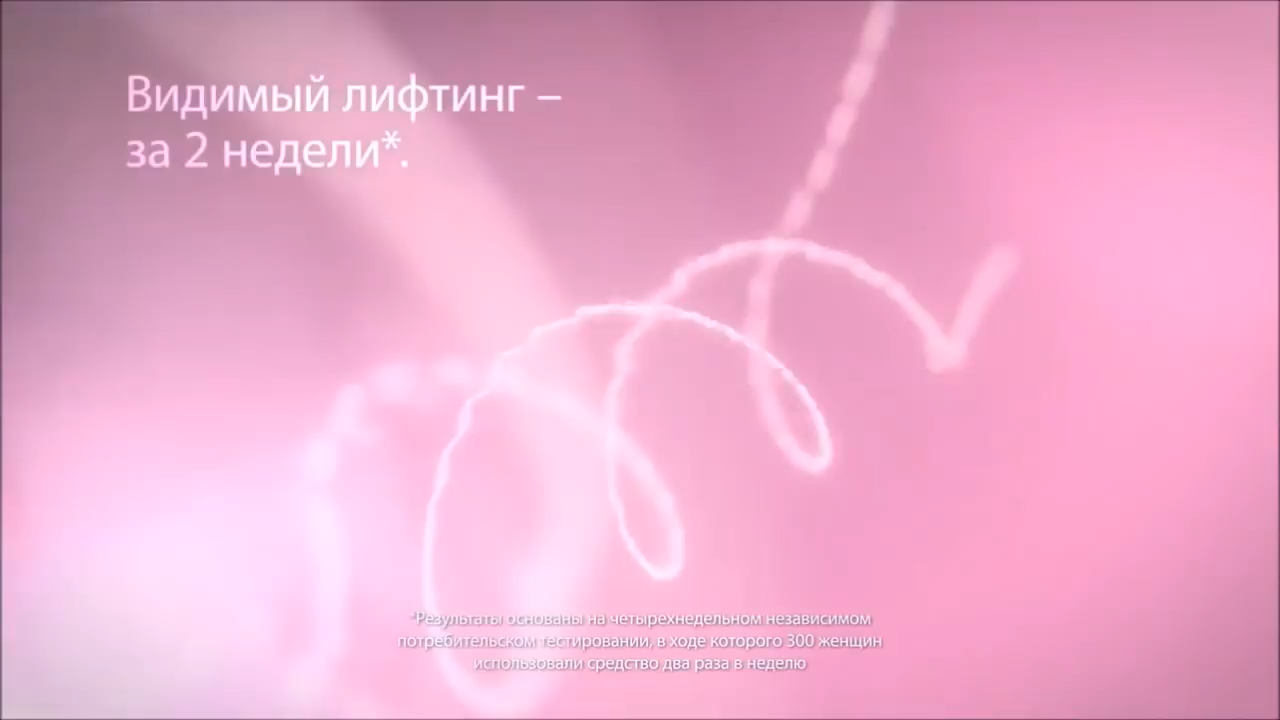 Видимый лифтинг –
за 2 недели*.
*Результаты основаны на четырехнедельном независимом
потребительском тестировании, в ходе которого 300 женщин
использовали средство два раза в неделю